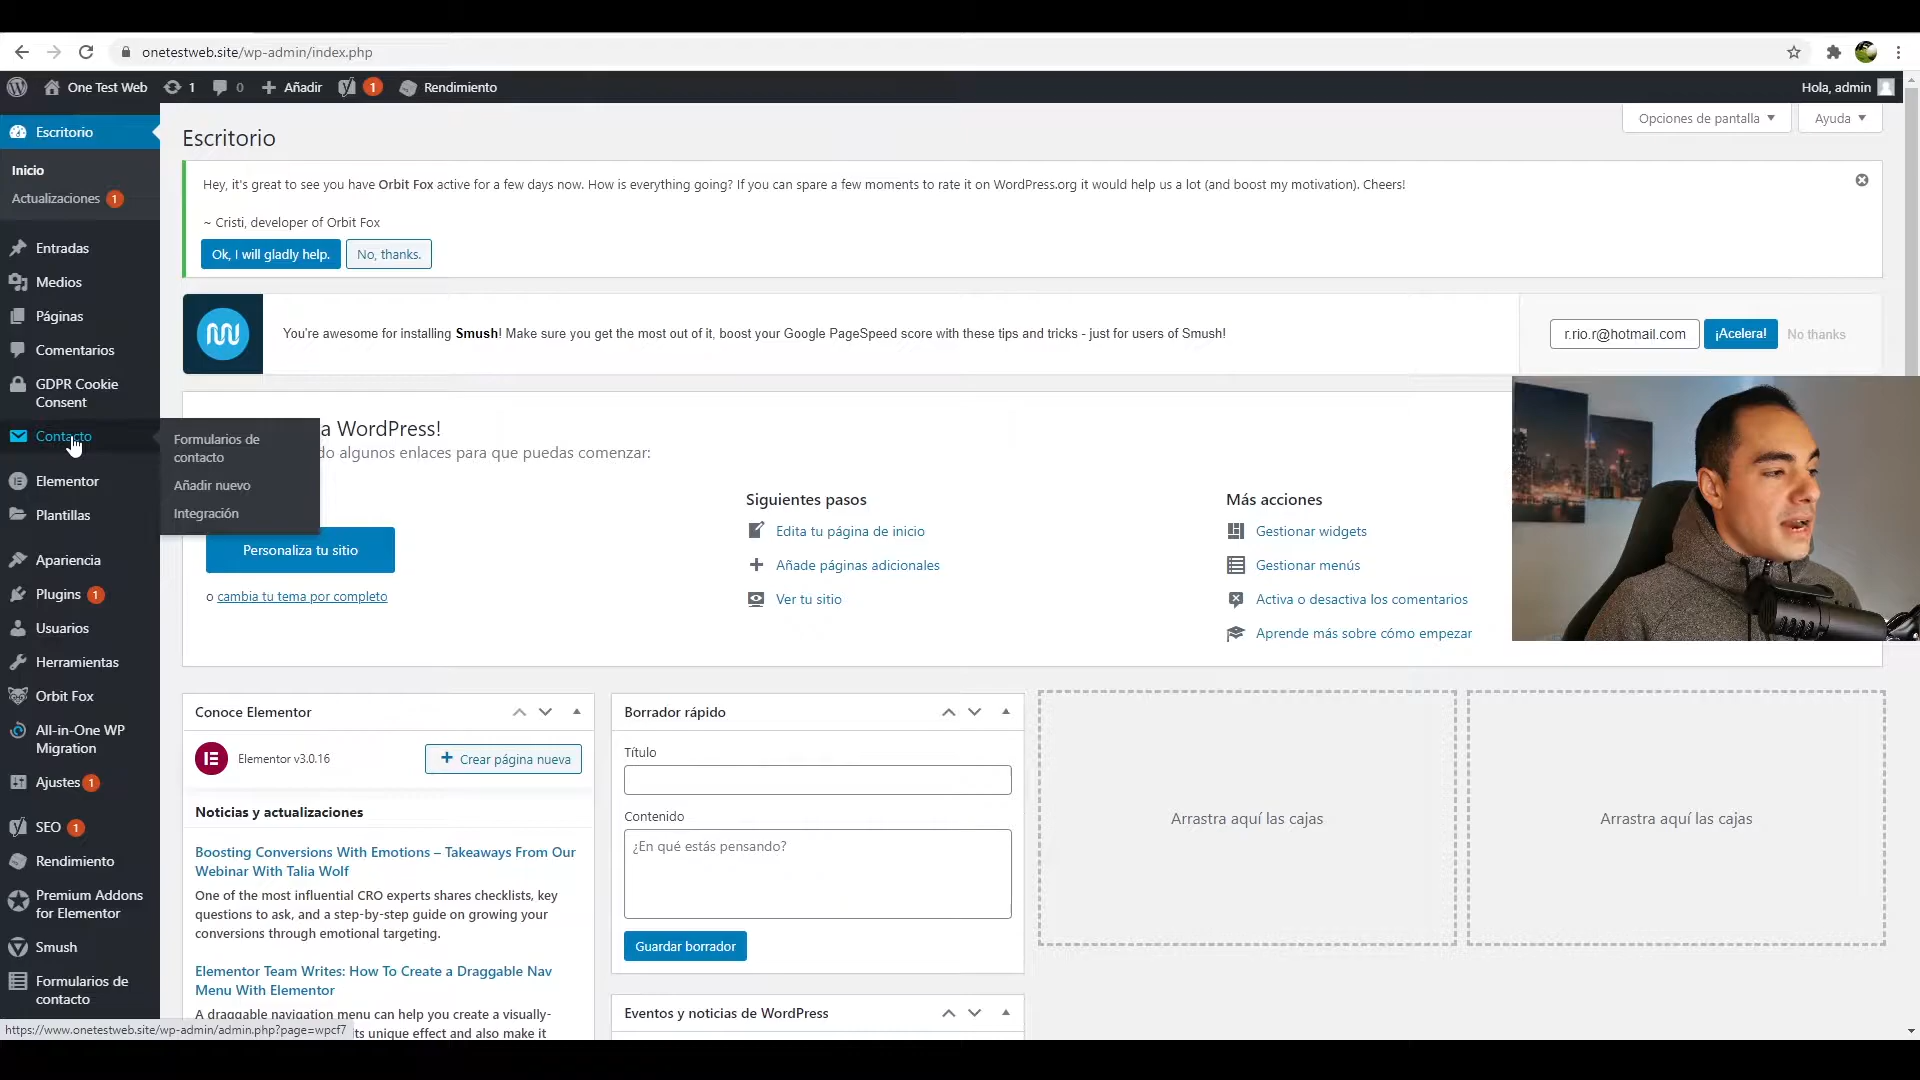 onetestweb.site/wp-admin/index.php
One Test Web
1
0
Añadir
1
Rendimiento
Hola, admin
Escritorio
Inicio
Actualizaciones 1
Entradas
Medios
Páginas
Comentarios
GDPR Cookie
Consent
Contacto
Elementor
Plantillas
Apariencia
Plugins 1
Usuarios
Herramientas
Orbit Fox
All-in-One WP
Migration
Ajustes 1
SEO 1
Rendimiento
Premium Addons
for Elementor
Smush
Formularios de
contacto
https://www.onetestweb.site/wp-admin/admin.php?page=wpcf7
Formularios de
contacto
Añadir nuevo
Integración
Opciones de pantalla
Ayuda
Escritorio
Hey, it's great to see you have Orbit Fox active for a few days now. How is everything going? If you can spare a few moments to rate it on WordPress.org it would help us a lot (and boost my motivation). Cheers!
~ Cristi, developer of Orbit Fox
Ok, I will gladly help.
No, thanks.
You're awesome for installing Smush! Make sure you get the most out of it, boost your Google PageSpeed score with these tips and tricks - just for users of Smush!
r.rio.r@hotmail.com
¡Acelera!
No thanks
a WordPress!
do algunos enlaces para que puedas comenzar:
Personaliza tu sitio
o cambia tu tema por completo
Siguientes pasos
Edita tu página de inicio
Añade páginas adicionales
Ver tu sitio
Más acciones
Gestionar widgets
Gestionar menús
Activa o desactiva los comentarios
Aprende más sobre cómo empezar
Conoce Elementor
Elementor v3.0.16
+ Crear página nueva
Noticias y actualizaciones
Boosting Conversions With Emotions – Takeaways From Our
Webinar With Talia Wolf
One of the most influential CRO experts shares checklists, key
questions to ask, and a step-by-step guide on growing your
conversions through emotional targeting.
Elementor Team Writes: How To Create a Draggable Nav
Menu With Elementor
A draggable navigation menu can help you create a visually-
its unique effect and also make it
Borrador rápido
Título
Contenido
¿En qué estás pensando?
Guardar borrador
Eventos y noticias de WordPress
Arrastra aquí las cajas
Arrastra aquí las cajas